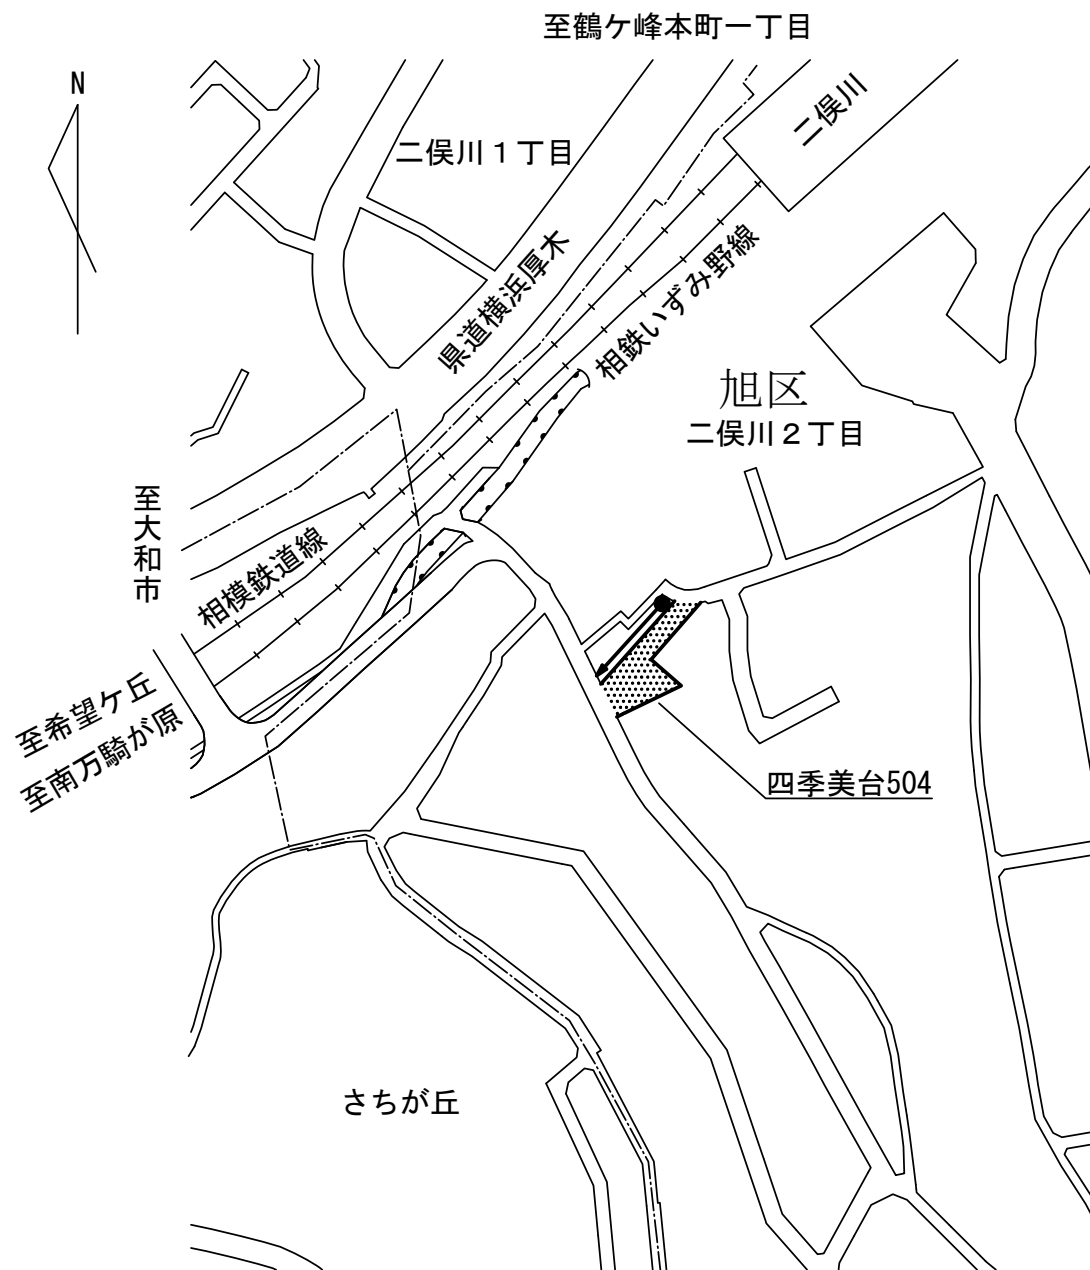 至鶴ケ峰本町一丁目
N
二俣川
二俣川１丁目
県道横浜厚木
相鉄いずみ野線
旭区
二俣川２丁目
至大和市
相模鉄道線
至希望ケ丘
至南万騎が原
四季美台504
さちが丘